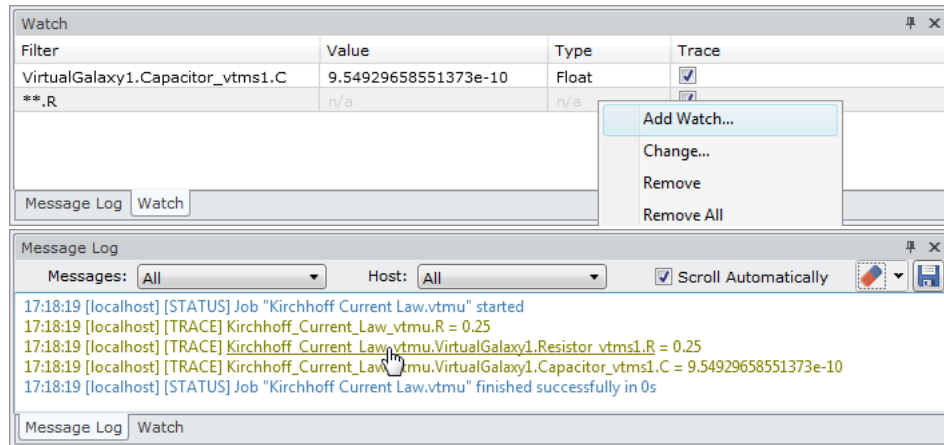 Watch
Filter Value Type Trace
VirtualGalaxy1.Capacitor_vtms1.C 9.54929658551373e-10 Float
**.R n/a n/a
Add Watch...
Change...
Remove
Remove All
Message Log Watch
Message Log
Messages: All Host: All Scroll Automatically
17:18:19 [localhost] [STATUS] Job "Kirchhoff Current Law.vtmu" started
17:18:19 [localhost] [TRACE] Kirchhoff_Current_Law_vtmu.R = 0.25
17:18:19 [localhost] [TRACE] Kirchhoff_Current_Law_vtmu.VirtualGalaxy1.Resistor_vtms1.R = 0.25
17:18:19 [localhost] [TRACE] Kirchhoff_Current_Law_vtmu.VirtualGalaxy1.Capacitor_vtms1.C = 9.54929658551373e-10
17:18:19 [localhost] [STATUS] Job "Kirchhoff Current Law.vtmu" finished successfully in 0s
Message Log Watch